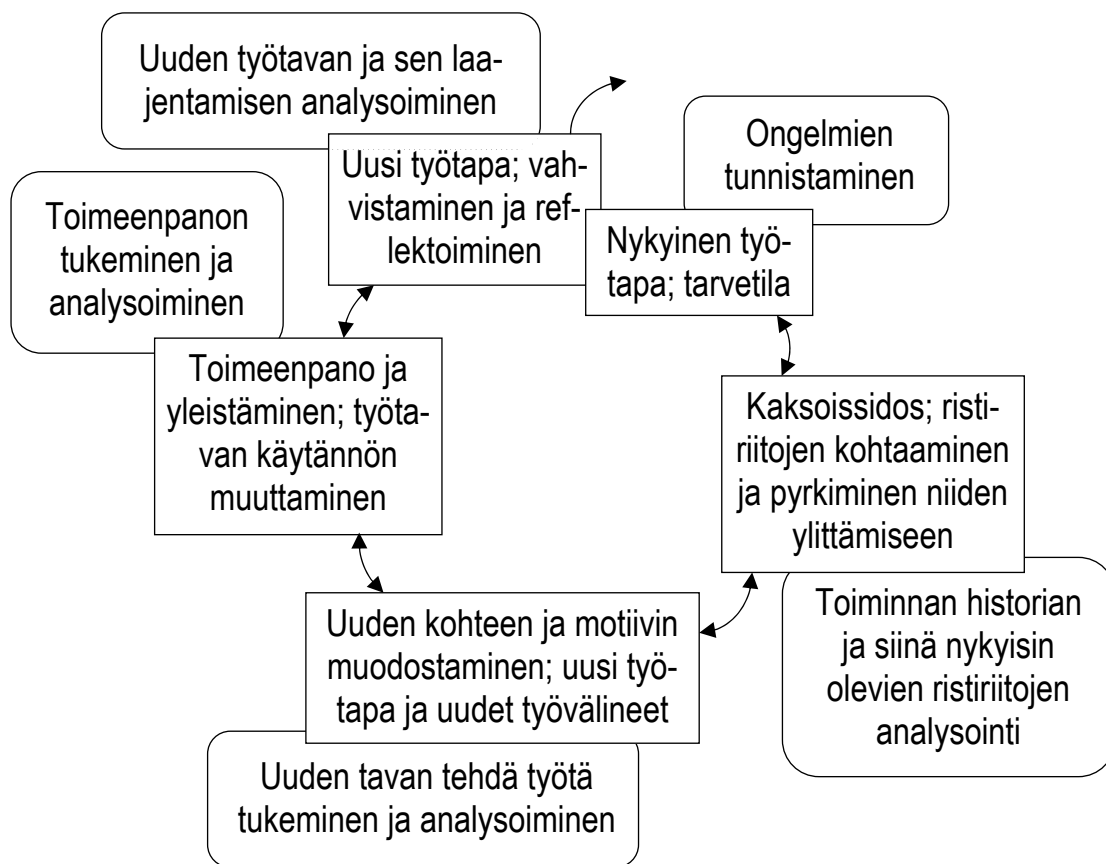 Uuden työtavan ja sen laa-
jentamisen analysoiminen
Uusi työtapa; vah-
vistaminen ja ref-
lektoiminen
Ongelmien
tunnistaminen
Nykyinen työ-
tapa; tarvetila
Toimeenpanon
tukeminen ja
analysoiminen
Toimeenpano ja
yleistäminen; työta-
van käytännön
muuttaminen
Kaksoissidos; risti-
riitojen kohtaaminen
ja pyrkiminen niiden
ylittämiseen
Toiminnan historian
ja siinä nykyisin
olevien ristiriitojen
analysointi
Uuden kohteen ja motiivin
muodostaminen; uusi työ-
tapa ja uudet työvälineet
Uuden tavan tehdä työtä
tukeminen ja analysoiminen